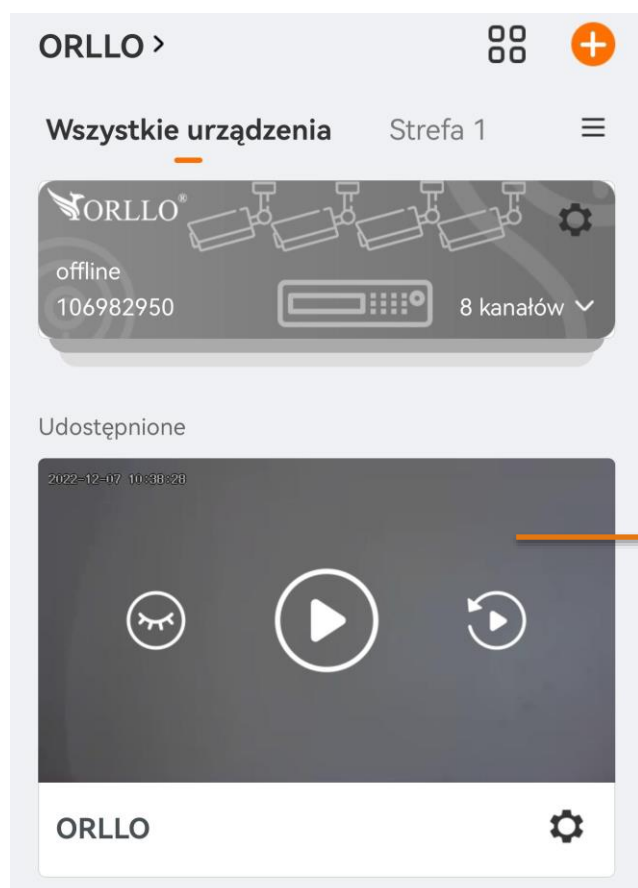 ORLLO >
Wszystkie urządzenia Strefa 1
ORLLO®
offline
106982950 8 kanałów
Udostępnione
2022-12-07 10:38:28
ORLLO